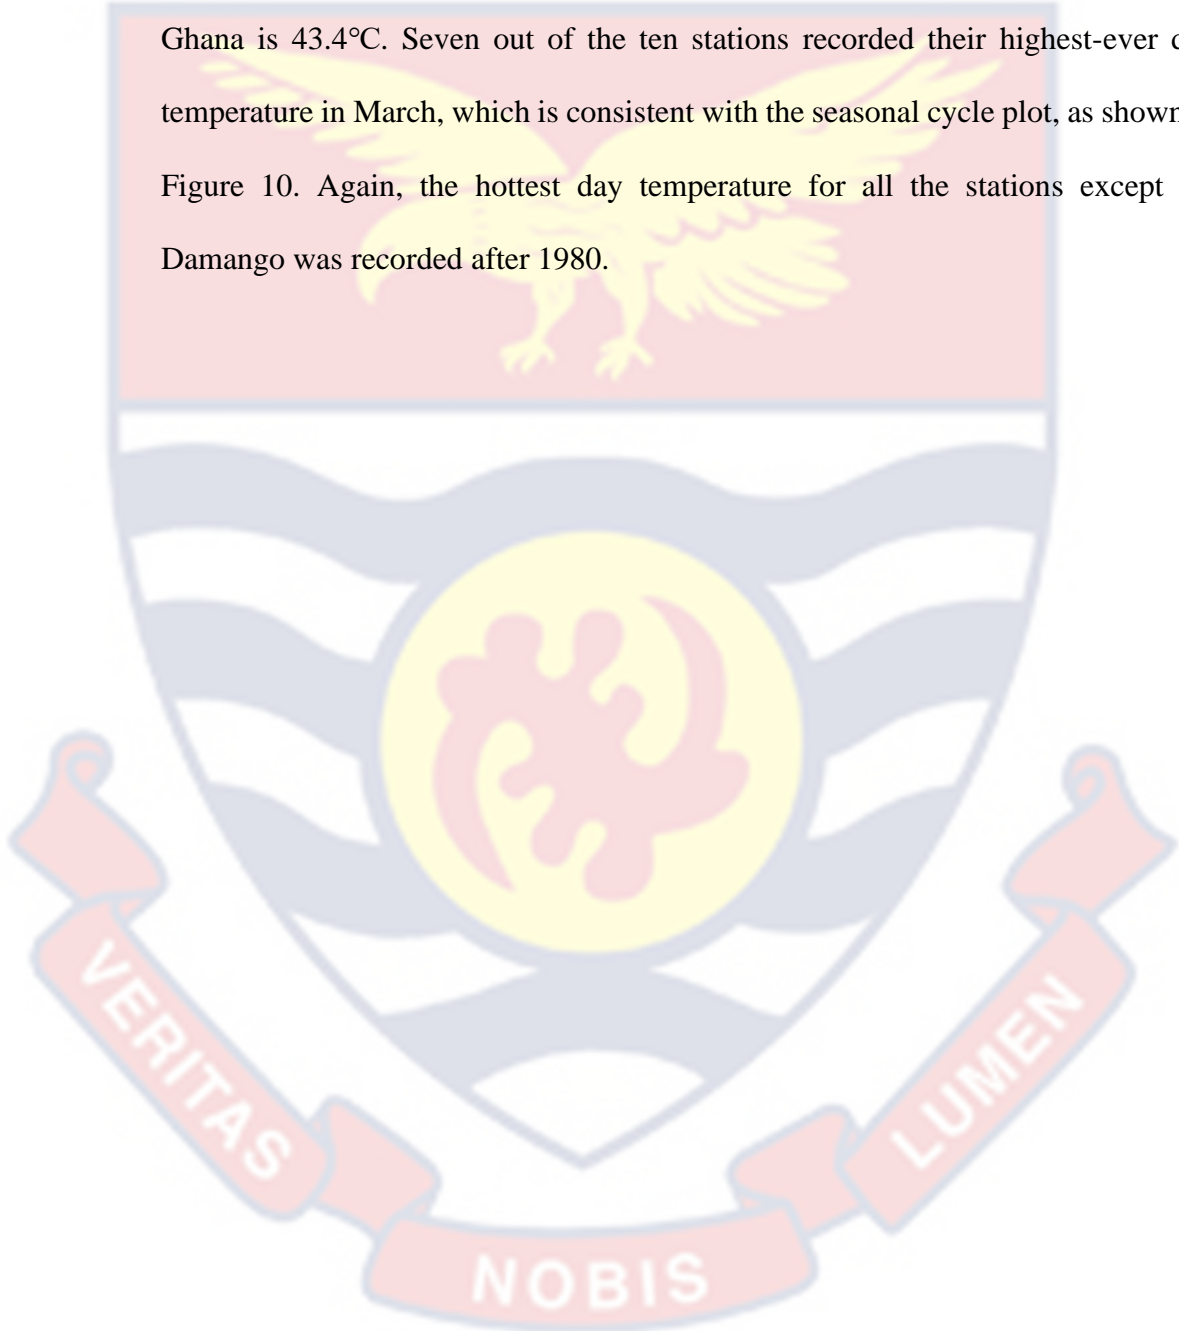 Ghana is 43.4°C. Seven out of the ten stations recorded their highest-ever
temperature in March, which is consistent with the seasonal cycle plot, as shown
Figure 10. Again, the hottest day temperature for all the stations except
Damango was recorded after 1980.
VERITAS
NOBIS
LUMEN